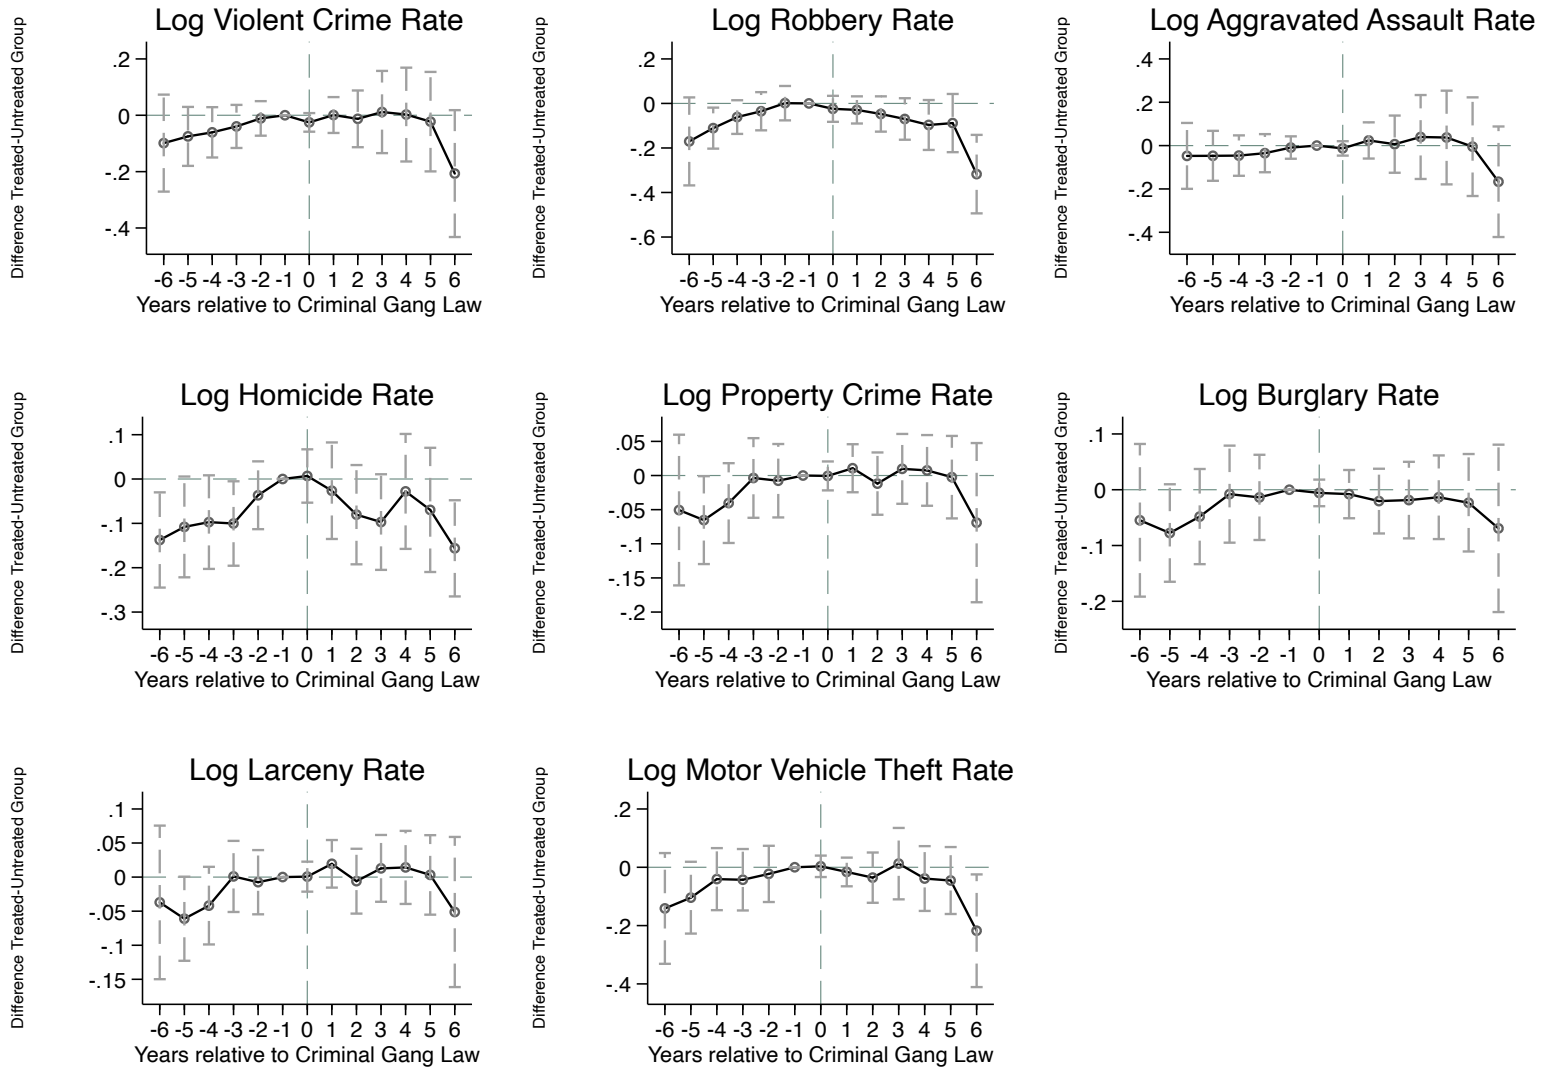 Log Violent Crime Rate
Difference Treated-Untreated Group
.2
0
-.2
-.4
-6 -5 -4 -3 -2 -1 0 1 2 3 4 5 6
Years relative to Criminal Gang Law
Log Robbery Rate
Difference Treated-Untreated Group
.2
0
-.2
-.4
-.6
-6 -5 -4 -3 -2 -1 0 1 2 3 4 5 6
Years relative to Criminal Gang Law
Log Aggravated Assault Rate
Difference Treated-Untreated Group
.4
.2
0
-.2
-.4
-6 -5 -4 -3 -2 -1 0 1 2 3 4 5 6
Years relative to Criminal Gang Law
Log Homicide Rate
Difference Treated-Untreated Group
.1
0
-.1
-.2
-.3
-6 -5 -4 -3 -2 -1 0 1 2 3 4 5 6
Years relative to Criminal Gang Law
Log Property Crime Rate
Difference Treated-Untreated Group
.05
0
-.05
-.1
-.15
-.2
-6 -5 -4 -3 -2 -1 0 1 2 3 4 5 6
Years relative to Criminal Gang Law
Log Burglary Rate
Difference Treated-Untreated Group
.1
0
-.1
-.2
-6 -5 -4 -3 -2 -1 0 1 2 3 4 5 6
Years relative to Criminal Gang Law
Log Larceny Rate
Difference Treated-Untreated Group
.1
.05
0
-.05
-.1
-.15
-6 -5 -4 -3 -2 -1 0 1 2 3 4 5 6
Years relative to Criminal Gang Law
Log Motor Vehicle Theft Rate
Difference Treated-Untreated Group
.2
0
-.2
-.4
-6 -5 -4 -3 -2 -1 0 1 2 3 4 5 6
Years relative to Criminal Gang Law